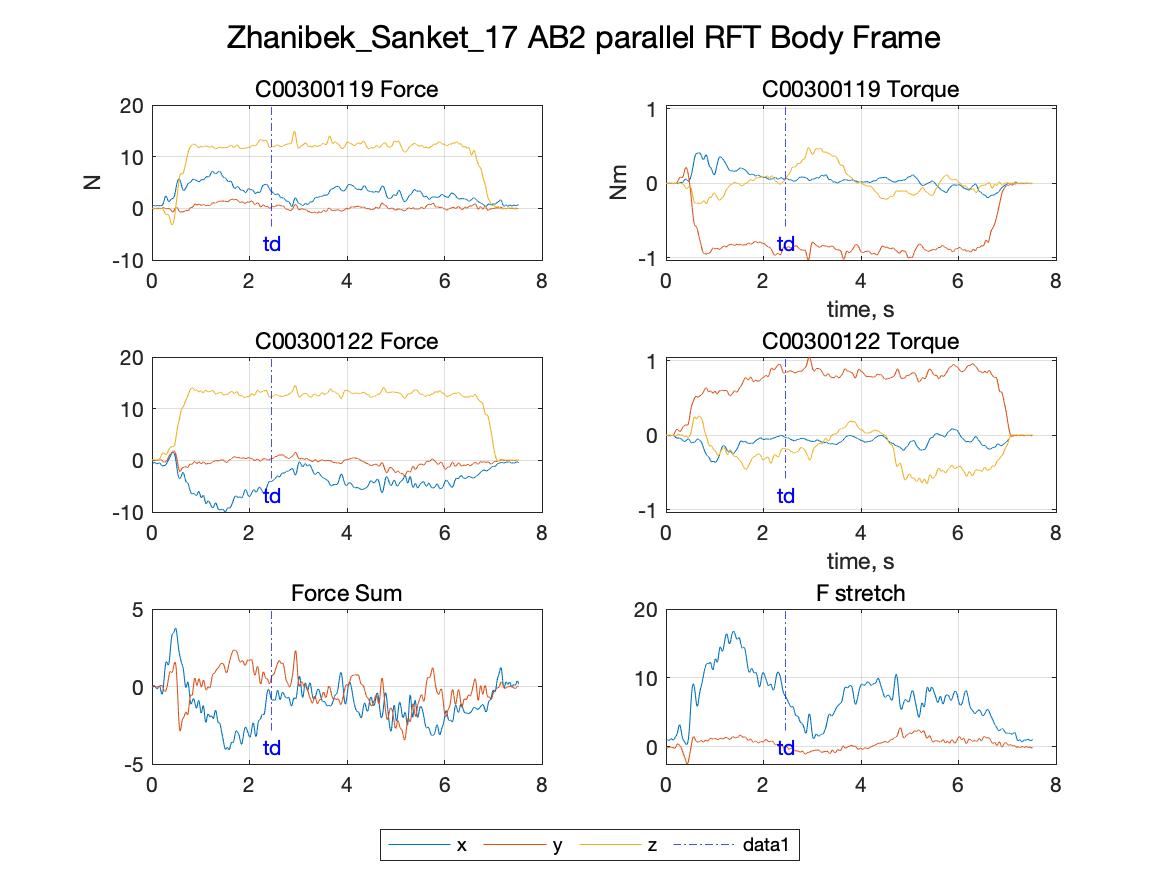 Zhanibek_Sanket_17 AB2 parallel RFT Body Frame
C00300119 Force
20
10
0
-10
N
td
0 2 4 6 8
C00300119 Torque
1
0
-1
Nm
td
0 2 4 6 8
time, s
C00300122 Force
20
10
0
-10
td
0 2 4 6 8
C00300122 Torque
1
0
-1
td
0 2 4 6 8
time, s
Force Sum
5
0
-5
td
0 2 4 6 8
F stretch
20
10
0
td
0 2 4 6 8
x y z data1